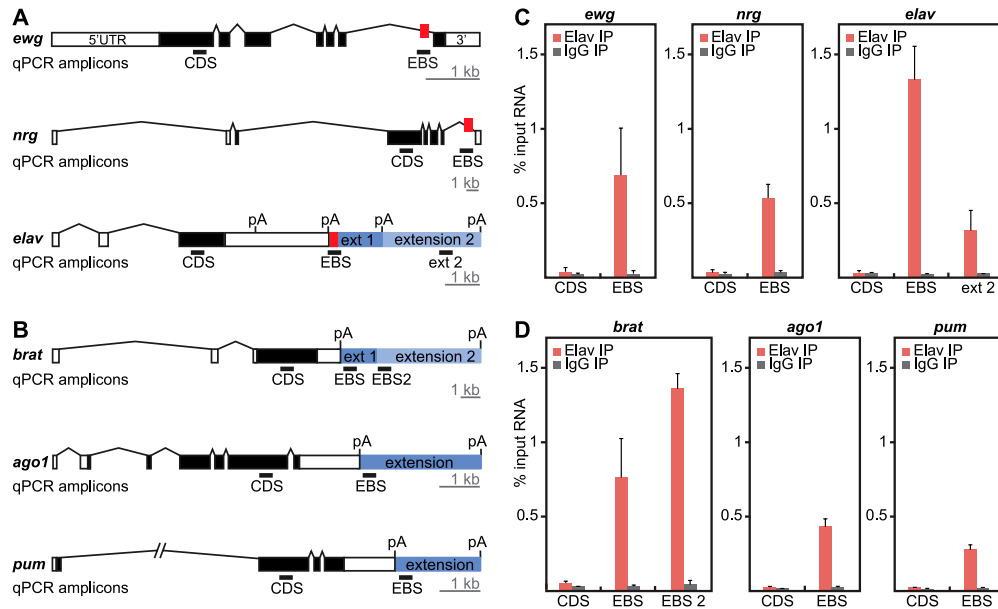 A
ewg
5'UTR
3'
qPCR amplicons
CDS
EBS
1 kb
nrg
qPCR amplicons
CDS
EBS
1 kb
pA pA pA pA
elav
ext 1 extension 2
qPCR amplicons
CDS
EBS
ext 2
1 kb
B
pA pA
brat
ext 1 extension 2
qPCR amplicons
CDS
EBS EBS2
1 kb
pA pA
ago1
extension
qPCR amplicons
CDS
EBS
1 kb
pA pA
pum
extension
qPCR amplicons
CDS
EBS
1 kb
C
ewg
Elav IP
IgG IP
% input RNA
1.5
1
0.5
CDS EBS
nrg
Elav IP
IgG IP
1.5
1
0.5
CDS EBS
elav
Elav IP
IgG IP
1.5
1
0.5
CDS EBS ext 2
D
brat
Elav IP
IgG IP
% input RNA
1.5
1
0.5
CDS EBS EBS 2
ago1
Elav IP
IgG IP
1.5
1
0.5
CDS EBS
pum
Elav IP
IgG IP
1.5
1
0.5
CDS EBS